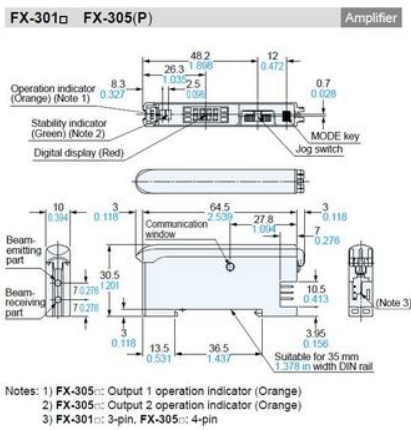 FX-301□ FX-305(P)
Amplifier
48.2
1.898
12
0.472
26.3
1.035
8.3
0.327
2.5
0.098
0.7
0.028
Operation indicator
(Orange) (Note 1)
Stability indicator
(Green) (Note 2)
Digital display (Red)
MODE key
Jog switch
10
0.394
3
0.118
64.5
2.539
3
0.118
27.8
1.094
7
0.276
Communication
window
Beam-
emitting
part
Beam-
receiving
part
30.5
1.201
7 0.276
7 0.276
10.5
0.413
(Note 3)
3
0.118
3.95
0.156
13.5
0.531
36.5
1.437
Suitable for 35 mm
1.378 in width DIN rail
Notes: 1) FX-305□: Output 1 operation indicator (Orange)
2) FX-305□: Output 2 operation indicator (Orange)
3) FX-301□: 3-pin, FX-305□: 4-pin